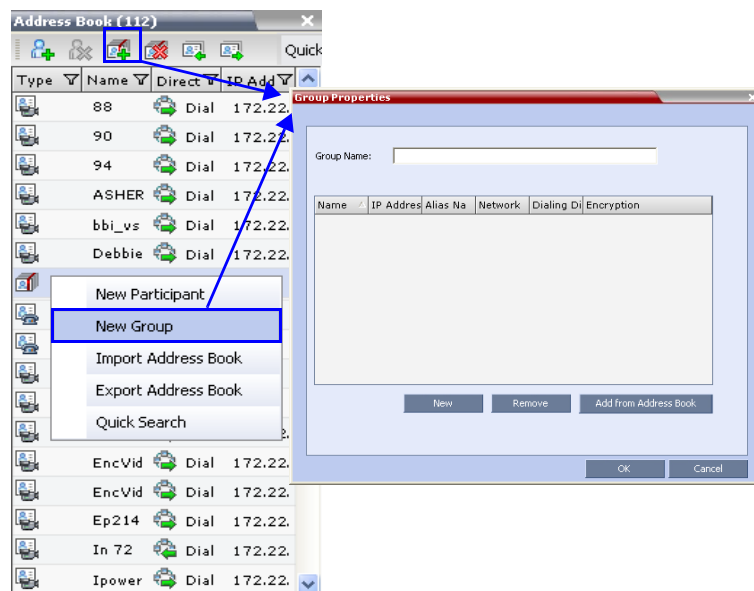 Address Book (112)
Quick
Type Name Direct IP Add
88 Dial 172.22.
90 Dial 172.22.
94 Dial 172.22.
ASHER Dial 172.22.
bbi_vs Dial 172.22.
Debbie Dial 172.22.
New Participant
New Group
Import Address Book
Export Address Book
Quick Search
EncVid Dial 172.22.
EncVid Dial 172.22.
Ep214 Dial 172.22.
In 72 Dial 172.22.
Ipower Dial 172.22.
Group Properties
Group Name:
Name IP Addres Alias Na Network Dialing Di Encryption
New Remove Add from Address Book
OK Cancel